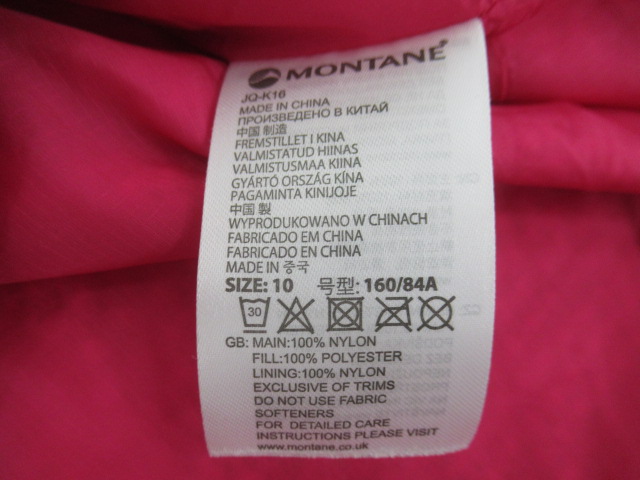 MONTANE
JQ-K16
MADE IN CHINA
ПРОИЗВЕДЕНО В КИТАЙ
中国 制造
FREMSTILLET I KINA
VALMISTATUD HIINAS
VALMISTUSMAA KIINA
GYÁRTÓ ORSZÁG KÍNA
PAGAMINTA KINIJOJE
中国 製
WYPRODUKOWANO W CHINACH
FABRICADO EM CHINA
FABRICADO EN CHINA
MADE IN 중국
SIZE: 10 号型: 160/84A
30
GB: MAIN:100% NYLON
FILL:100% POLYESTER
LINING:100% NYLON
EXCLUSIVE OF TRIMS
DO NOT USE FABRIC
SOFTENERS
FOR DETAILED CARE
INSTRUCTIONS PLEASE VISIT
www.montane.co.uk